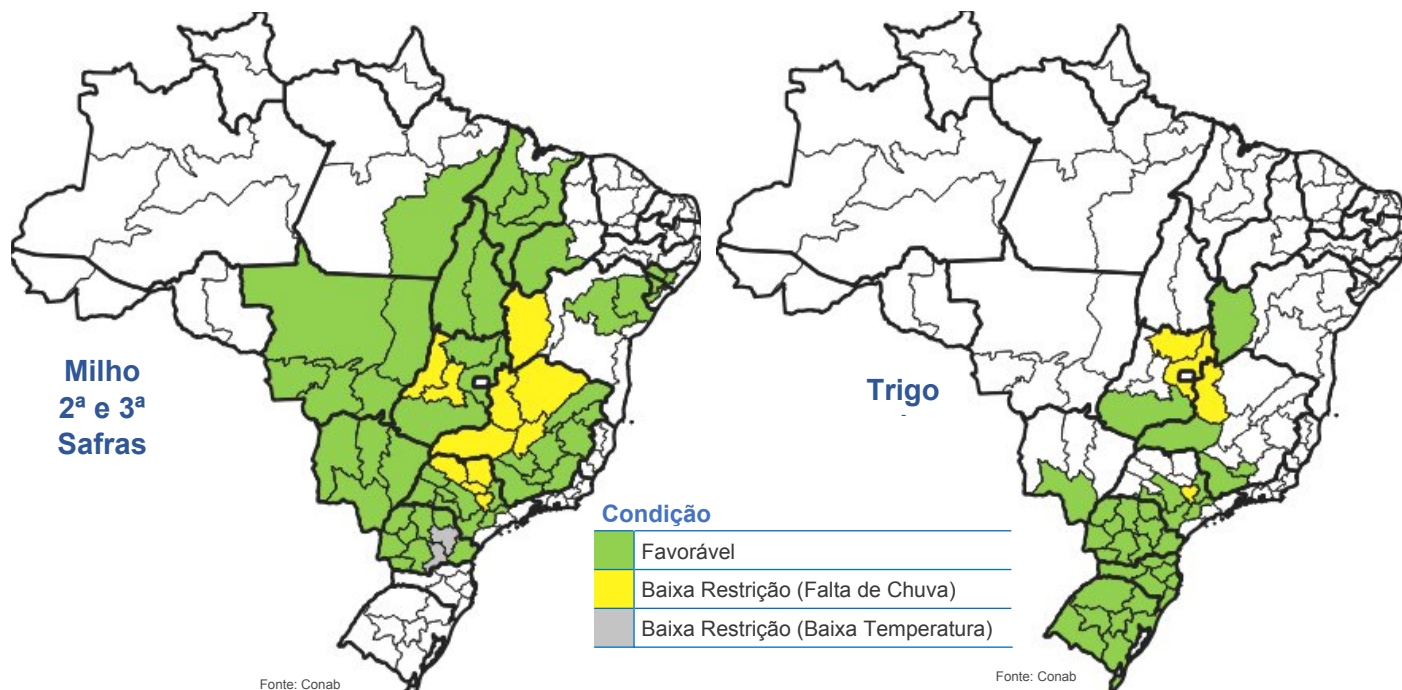 Milho
2ª e 3ª
Safras
Trigo
Condição
Favorável
Baixa Restrição (Falta de Chuva)
Baixa Restrição (Baixa Temperatura)
Fonte: Conab
Fonte: Conab